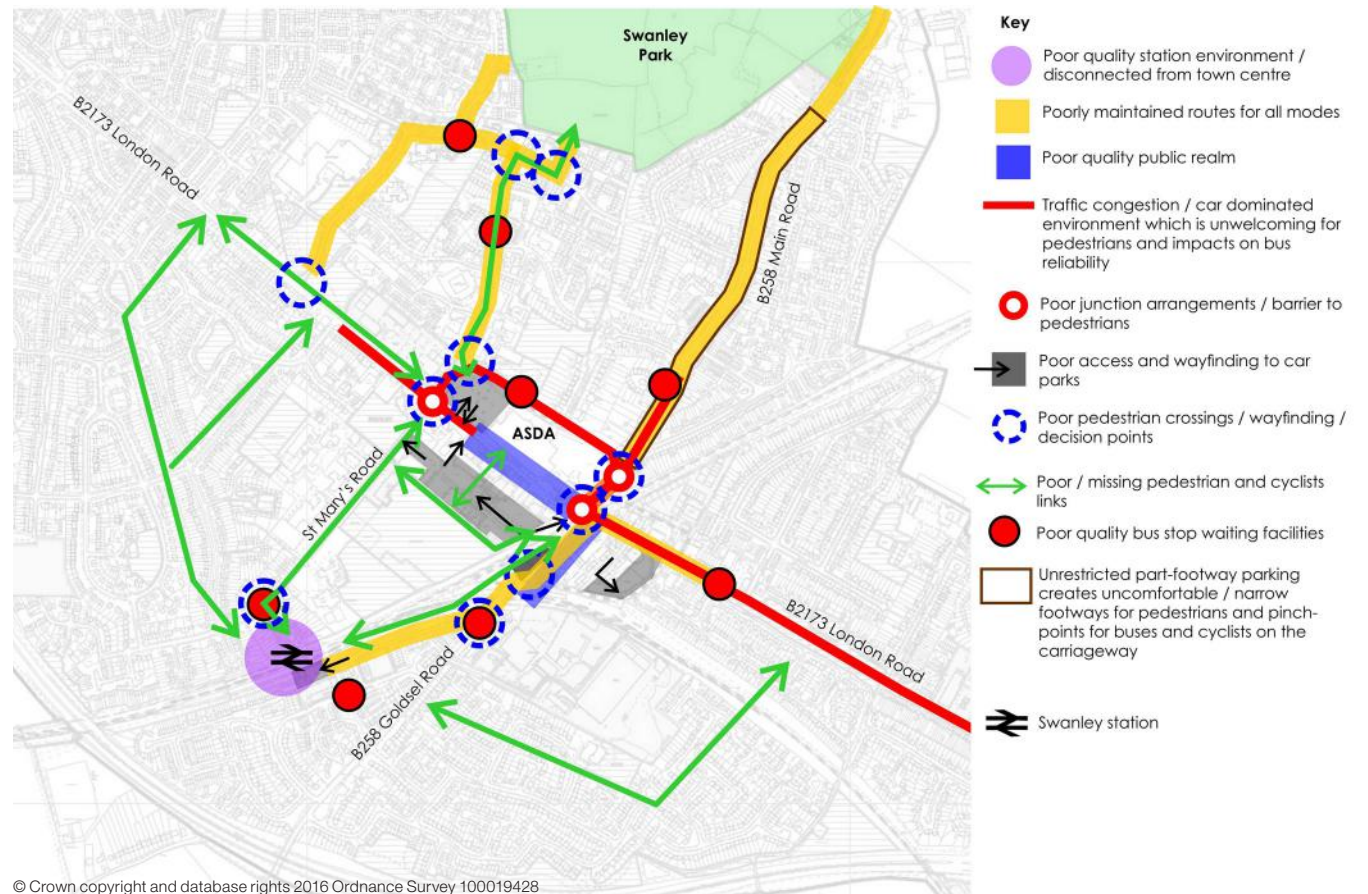 Swanley
Park
B2173 London Road
B258 Main Road
ASDA
St Mary's Road
B2173 London Road
B258 Goldsel Road
Key
Poor quality station environment /
disconnected from town centre
Poorly maintained routes for all modes
Poor quality public realm
Traffic congestion / car dominated
environment which is unwelcoming for
pedestrians and impacts on bus
reliability
Poor junction arrangements / barrier to
pedestrians
Poor access and wayfinding to car
parks
Poor pedestrian crossings / wayfinding /
decision points
Poor / missing pedestrian and cyclists
links
Poor quality bus stop waiting facilities
Unrestricted part-footway parking
creates uncomfortable / narrow
footways for pedestrians and pinch-
points for buses and cyclists on the
carriageway
Swanley station
© Crown copyright and database rights 2016 Ordnance Survey 100019428